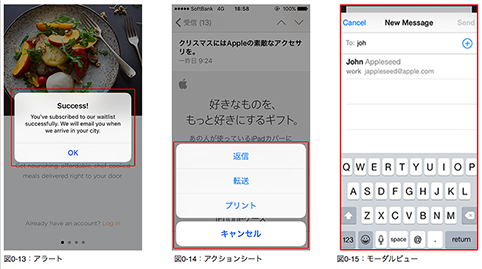 Success!
You've subscribed to our waitlist
successfully. We will email you when
we arrive in your city.
OK
meals delivered right to your door
Already have an account? Log in
図0-13：アラート
SoftBank 4G 18:58 100%
受信 (13)
クリスマスにはAppleの素敵なアクセサ
リを。
一昨日 9:24
好きなものを、
もっと好きにするギフト。
あの人が使っているiPadカバーに
返信
転送
プリント
キャンセル
図0-14：アクションシート
Cancel New Message Send
To: joh
John Appleseed
work jappleseed@apple.com
Q W E R T Y U I O P
A S D F G H J K L
Z X C V B N M
123 space @ .  return
図0-15：モーダルビュー